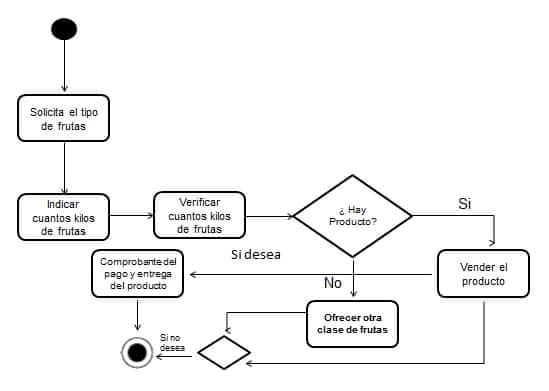 Solicita el tipo
de frutas
Indicar
cuantos kilos
de frutas
Verificar
cuantos kilos
de frutas
¿ Hay
Producto?
Si
Vender el
producto
Si desea
Comprobante del
pago y entrega
del producto
No
Ofrecer otra
clase de frutas
Si no
desea